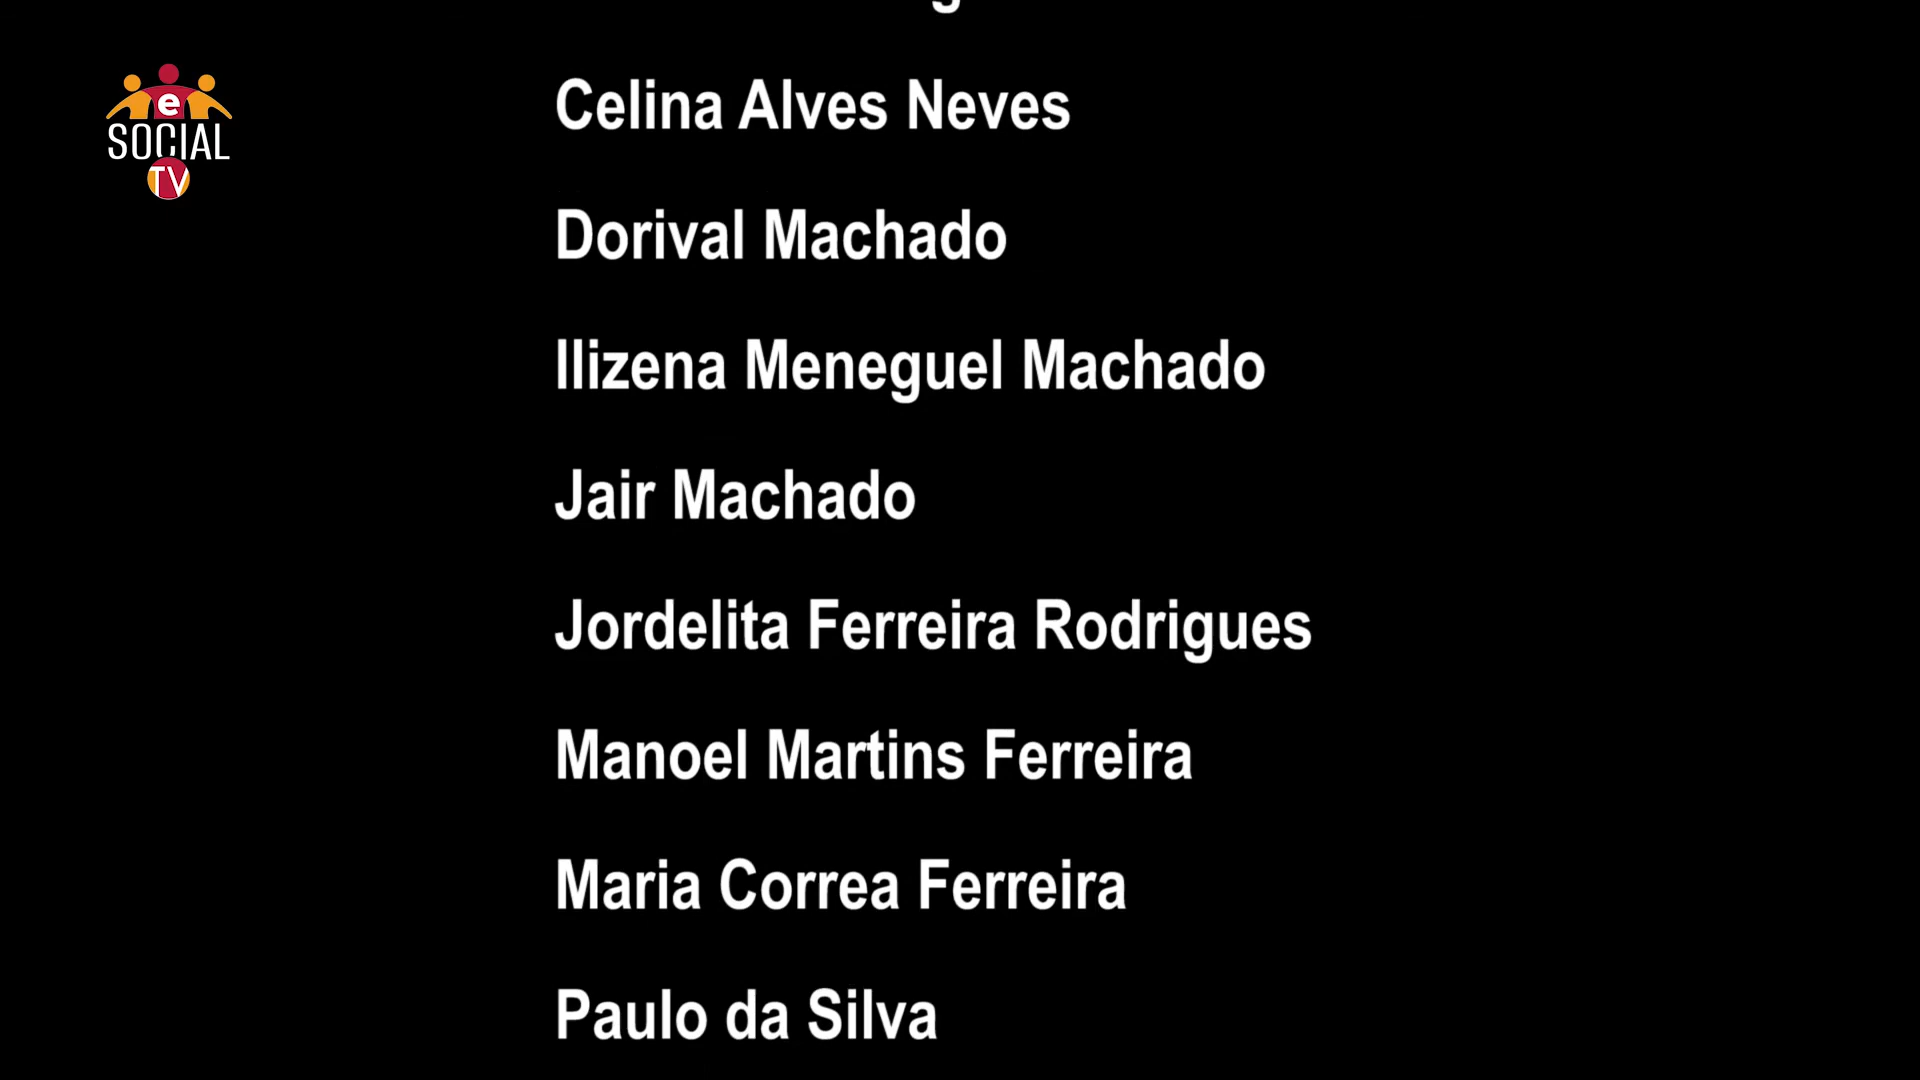 e
SOCIAL
TV
Celina Alves Neves
Dorival Machado
Ilizena Meneguel Machado
Jair Machado
Jordelita Ferreira Rodrigues
Manoel Martins Ferreira
Maria Correa Ferreira
Paulo da Silva